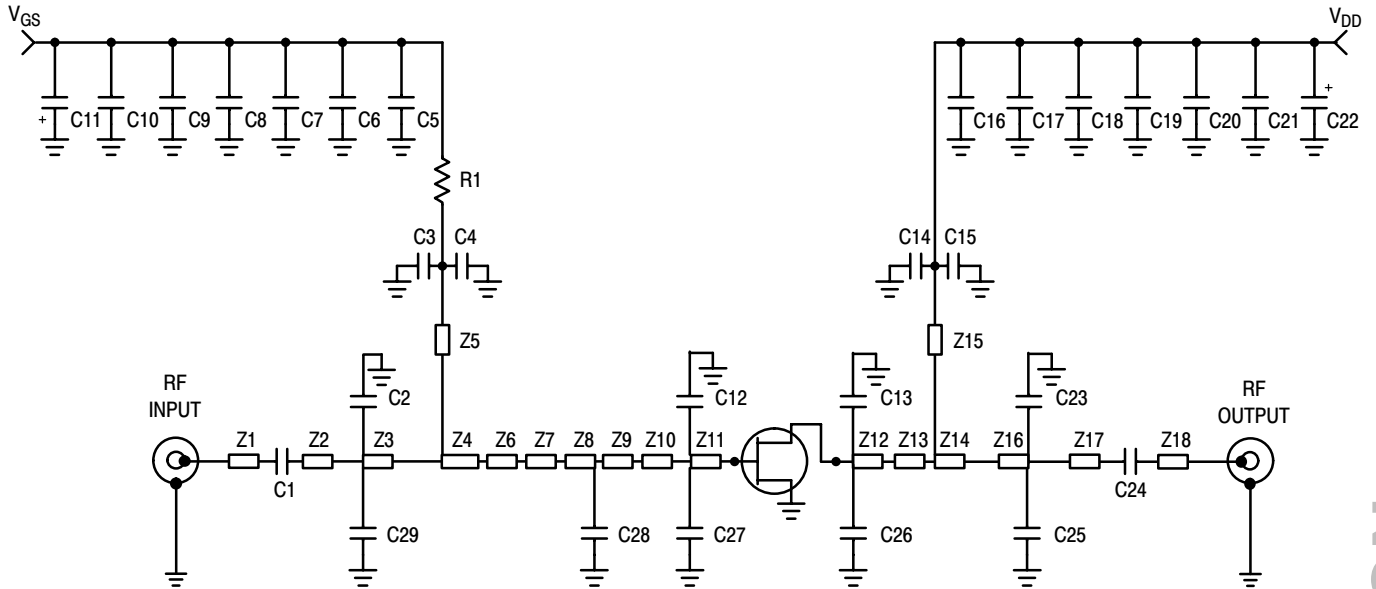 VGS
VDD
C11 C10 C9 C8 C7 C6 C5
C16 C17 C18 C19 C20 C21 C22
+
+
R1
C3 C4
C14 C15
Z5
Z15
RF
INPUT
C2
C12
C13
C23
RF
OUTPUT
Z1 Z2 Z3 Z4 Z6 Z7 Z8 Z9 Z10 Z11 Z12 Z13 Z14 Z16 Z17 Z18
C1
C24
C29
C28
C27
C26
C25